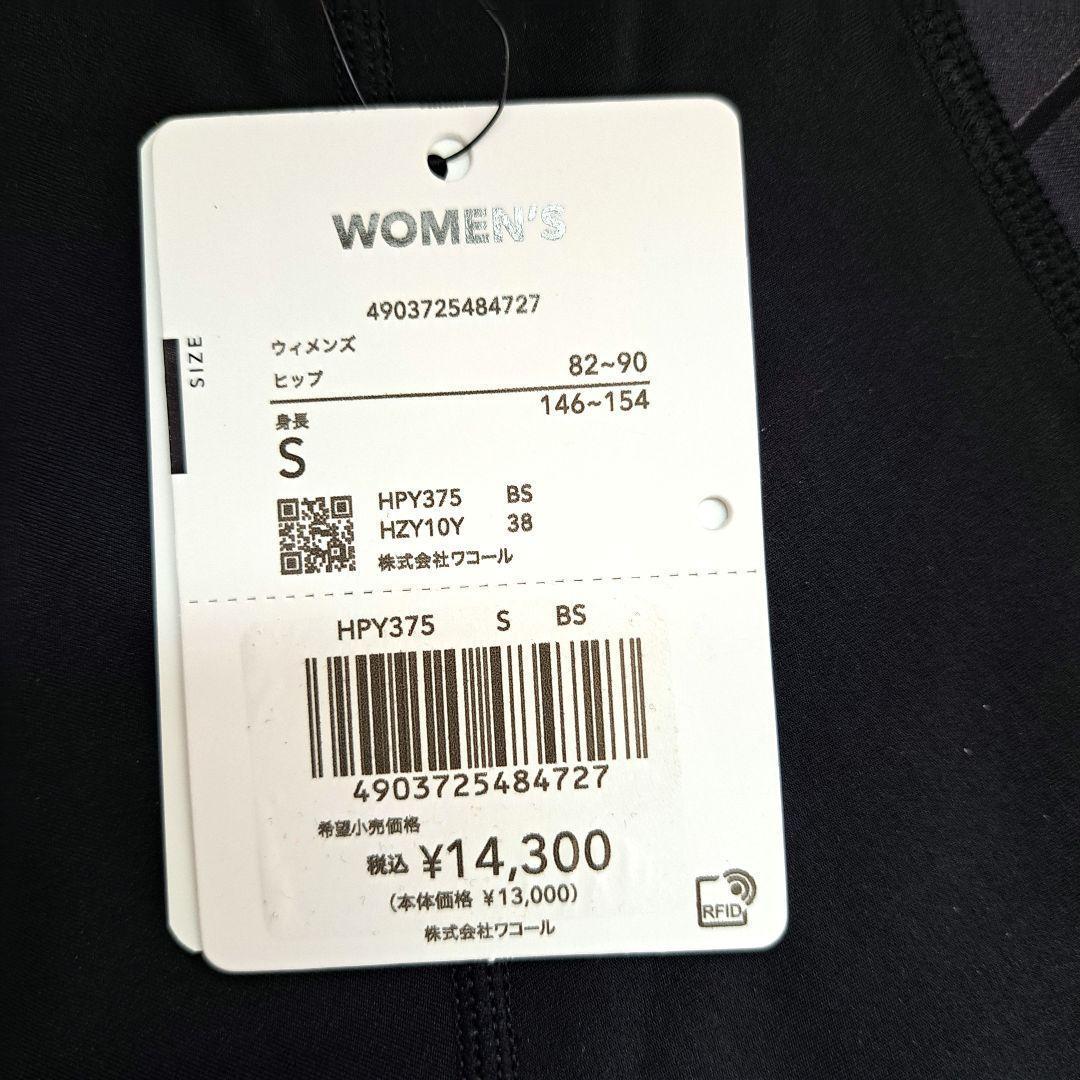 WOMEN'S
4903725484727
SIZE
ウィメンズ
ヒップ 82~90
身長 146~154
S
HPY375 BS
HZY10Y 38
株式会社ワコール
HPY375 S BS
4903725484727
希望小売価格
税込 ¥14,300
(本体価格 ¥13,000)
株式会社ワコール
RFID